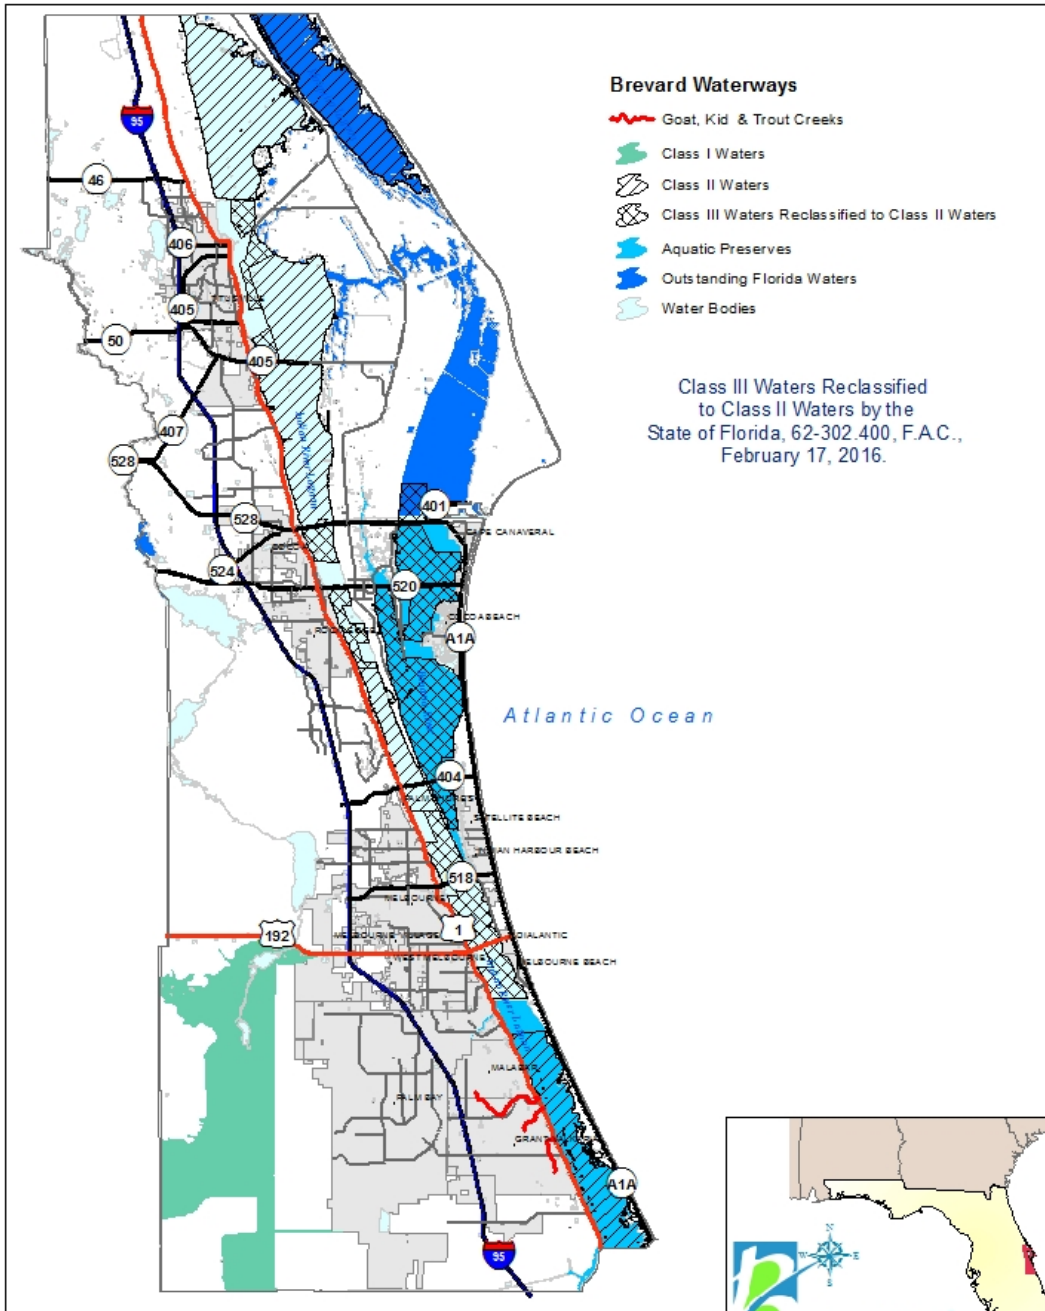 Brevard Waterways
Goat, Kid & Trout Creeks
Class I Waters
Class II Waters
Class III Waters Reclassified to Class II Waters
Aquatic Preserves
Outstanding Florida Waters
Water Bodies
Class III Waters Reclassified
to Class II Waters by the
State of Florida, 62-302.400, F.A.C.,
February 17, 2016.
95
46
406
405
50
405
407
528
401
528
CAPE CANAVERAL
524
520
COCOA BEACH
A1A
Atlantic Ocean
404
SATELLITE BEACH
INDIAN HARBOUR BEACH
518
MELBOURNE
1
192
INDIALANTIC
MELBOURNE VILLAGE
WEST MELBOURNE
MELBOURNE BEACH
Indian River Lagoon
MALABAR
PALM BAY
A1A
95
N
W
E
S